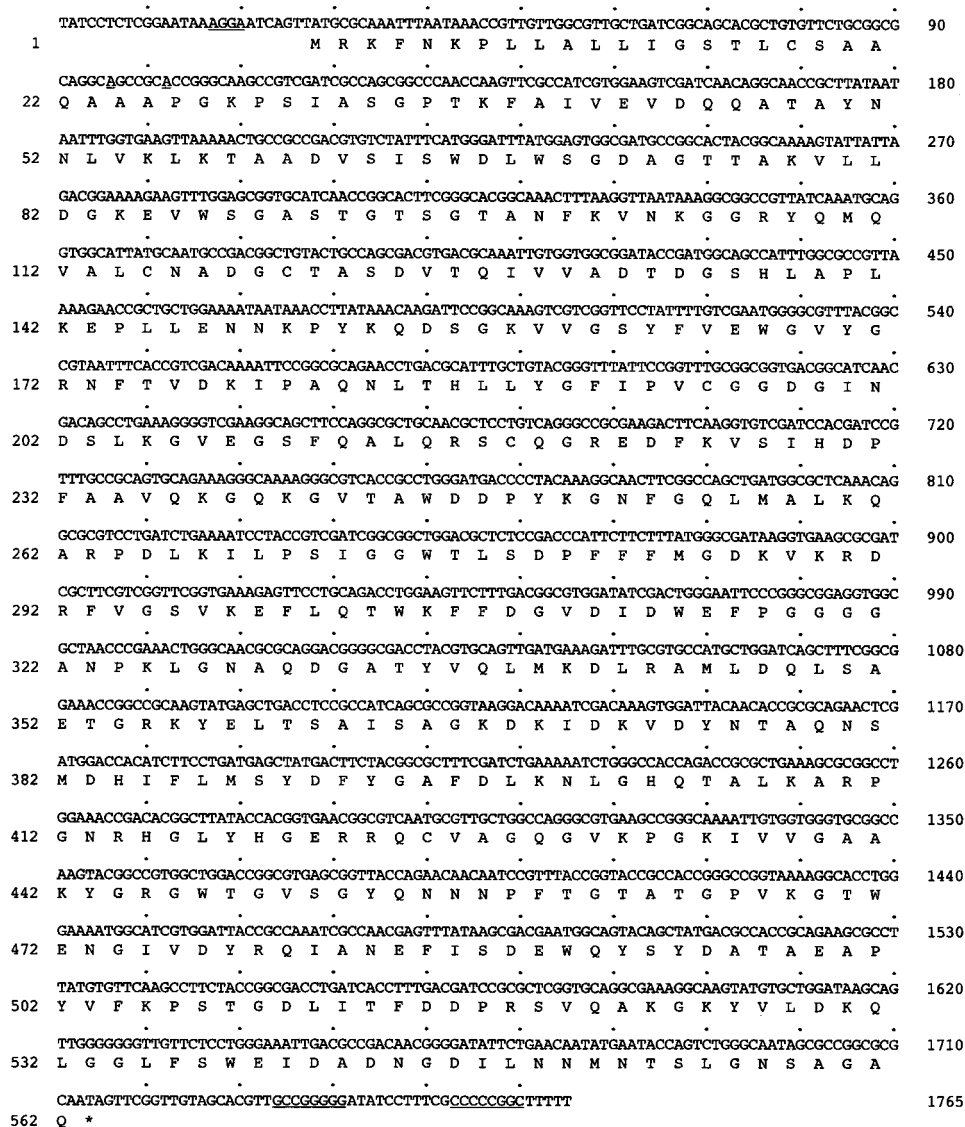 TATCCTCTCGGAATAAAAGGAATCAGTTATGCGCAAATTTAATAAACCGTTGTTGGCGTTGCTGATCGGCAGCACGCTGTGTTCTGCGGCG 90
1 M R K F N K P L L A L L I G S T L C S A A
CAGGCAGCCGCACCGGGCAAGCCGTCGATCGCCAGCGGCCCAACCAAGTTCGCCATCGTGGAAGTCGATCAACAGGCAACCGCTTATAAT 180
22 Q A A A P G K P S I A S G P T K F A I V E V D Q Q A T A Y N
AATTTGGTGAAGTTAAAAACTGCCGCCGACGTGTCTATTTCATGGGATTTATGGAGTGGCGATGCCGGCACTACGGCAAAAGTATTATTA 270
52 N L V K L K T A A D V S I S W D L W S G D A G T T A K V L L
GACGGAAAAGAAGTTTGGAGCGGTGCATCAACCGGCACTTCGGGCACGGCAAACTTTAAGGTTAATAAAGGCGGCCGTTATCAAATGCAG 360
82 D G K E V W S G A S T G T S G T A N F K V N K G G R Y Q M Q
GTGGCATTATGCAATGCCGACGGCTGTACTGCCAGCGACGTGACGCAAATTGTGGTGGCGGATACCGATGGCAGCCATTTGGCGCCGTTA 450
112 V A L C N A D G C T A S D V T Q I V V A D T D G S H L A P L
AAAGAACCGCTGCTGGAAAATAATAAACCTTATAAACAAGATTCCGGCAAAGTCGTCGGTTCCTATTTTGTCGAATGGGGCGTTTACGGC 540
142 K E P L L E N N K P Y K Q D S G K V V G S Y F V E W G V Y G
CGTAATTTCACCGTCGACAAAATTCCGGCGCAGAACCTGACGCATTTGCTGTACGGGTTTATTCCGGTTTGCGGCGGTGACGGCATCAAC 630
172 R N F T V D K I P A Q N L T H L L Y G F I P V C G G D G I N
GACAGCCTGAAAGGGGTCGAAGGCAGCTTCCAGGCGCTGCAACGCTCCTGTCAGGGCCGCGAAGACTTCAAGGTGTCGATCCACGATCCG 720
202 D S L K G V E G S F Q A L Q R S C Q G R E D F K V S I H D P
TTTGCCGCAGTGCAGAAAGGGCAAAAGGGCGTCACCGCCTGGGATGACCCCTACAAAGGCAACTTCGGCCAGCTGATGGCGCTCAAACAG 810
232 F A A V Q K G Q K G V T A W D D P Y K G N F G Q L M A L K Q
GCGCGTCCTGATCTGAAAATCCTACCGTCGATCGGCGGCTGGACGCTCTCCGACCCATTCTTCTTTATGGGCGATAAGGTGAAGCGCGAT 900
262 A R P D L K I L P S I G G W T L S D P F F F M G D K V K R D
CGCTTCGTCGGTTCGGTGAAAGAGTTCCTGCAGACCTGGAAGTTCTTTGACGGCGTGGATATCGACTGGGAATTCCCGGGCGGAGGTGGC 990
292 R F V G S V K E F L Q T W K F F D G V D I D W E F P G G G G
GCTAACCCGAAACTGGGCAACGCGCAGGACGGGGCGACCTACGTGCAGTTGATGAAAGATTTGCGTGCCATGCTGGATCAGCTTTCGGCG 1080
322 A N P K L G N A Q D G A T Y V Q L M K D L R A M L D Q L S A
GAAACCGGCCGCAAGTATGAGCTGACCTCCGCCATCAGCGCCGGTAAGGACAAAATCGACAAAGTGGATTACAACACCGCGCAGAACTCG 1170
352 E T G R K Y E L T S A I S A G K D K I D K V D Y N T A Q N S
ATGGACCACATCTTCCTGATGAGCTATGACTTCTACGGCGCTTTCGATCTGAAAAATCTGGGCCACCAGACCGCGCTGAAAGCGCGGCCT 1260
382 M D H I F L M S Y D F Y G A F D L K N L G H Q T A L K A R P
GGAAACCGACACGGCTTATACCACGGTGAACGGCGTCAATGCGTTGCTGGCCAGGGCGTGAAGCCGGGCAAAATTGTGGTGGGTGCGGCC 1350
412 G N R H G L Y H G E R R Q C V A G Q G V K P G K I V V G A A
AAGTACGGCCGTGGCTGGACCGGCGTGAGCGGTTACCAGAACAACAATCCGTTTACCGGTACCGCCACCGGGCCGGTAAAAGGCACCTGG 1440
442 K Y G R G W T G V S G Y Q N N N P F T G T A T G P V K G T W
GAAAATGGCATCGTGGATTACCGCCAAATCGCCAACGAGTTTATAAGCGACGAATGGCAGTACAGCTATGACGCCACCGCAGAAGCGCCT 1530
472 E N G I V D Y R Q I A N E F I S D E W Q Y S Y D A T A E A P
TATGTGTTCAAGCCTTCTACCGGCGACCTGATCACCTTTGACGATCCGCGCTCGGTGCAGGCGAAAGGCAAGTATGTGCTGGATAAGCAG 1620
502 Y V F K P S T G D L I T F D D P R S V Q A K G K Y V L D K Q
TTGGGGGGGTTGTTCTCCTGGGAAATTGACGCCGACAACGGGGATATTCTGAACAATATGAATACCAGTCTGGGCAATAGCGCCGGCGCG 1710
532 L G G L F S W E I D A D N G D I L N N M N T S L G N S A G A
CAATAGTTCGGTTGTAGCACGTTGCCGGGGGGATATCCTTTCGCCCCCGGCTTTTT 1765
562 Q *